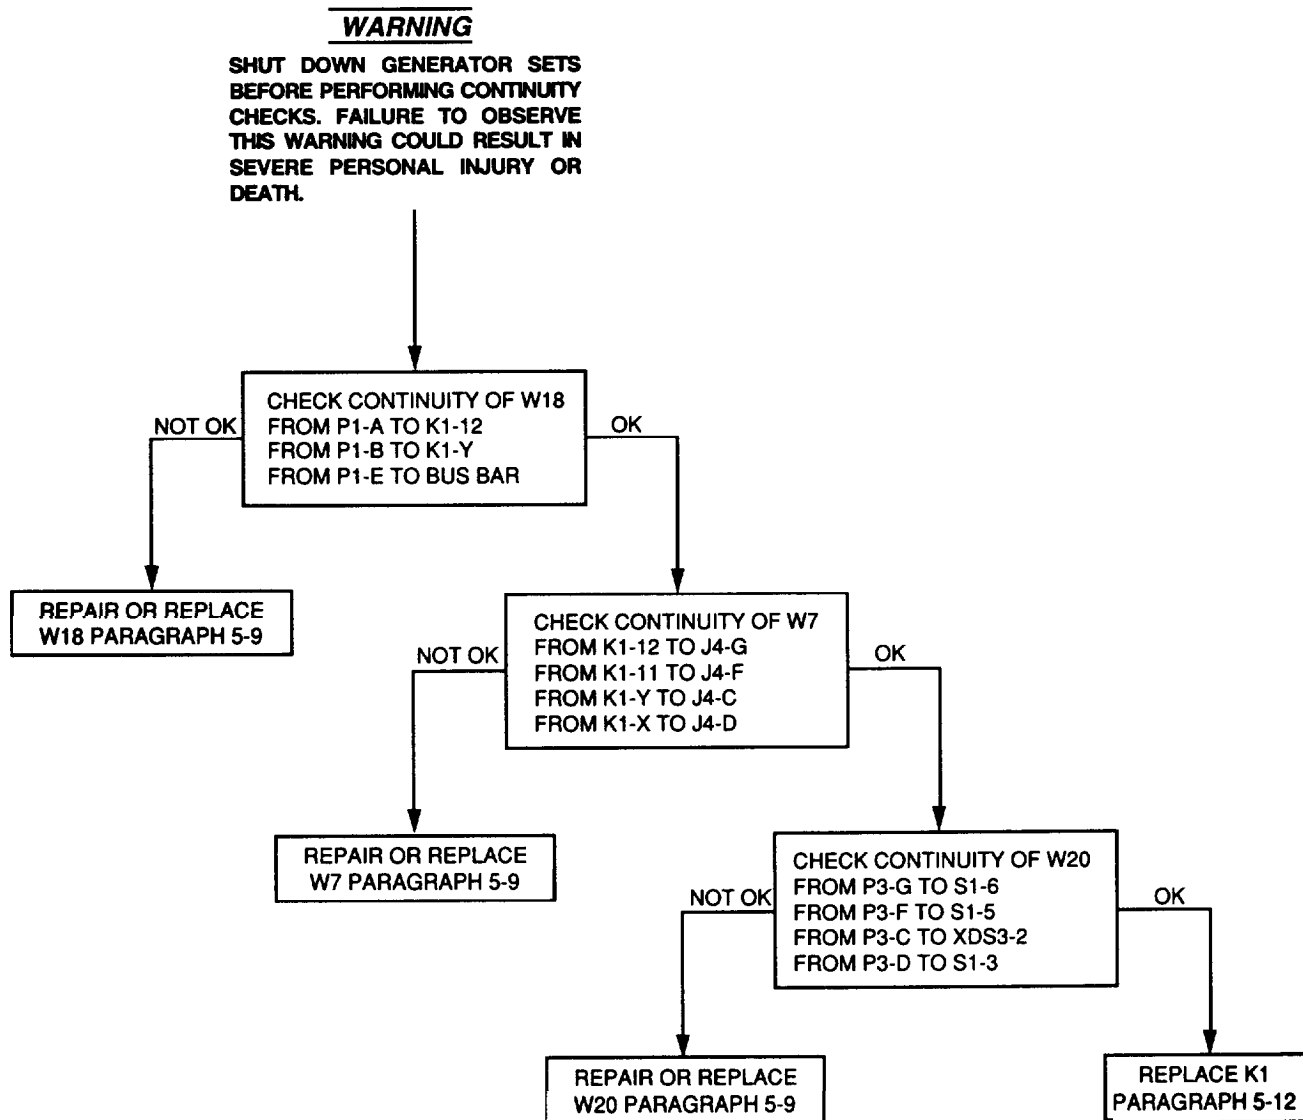 WARNING
SHUT DOWN GENERATOR SETS
BEFORE PERFORMING CONTINUITY
CHECKS. FAILURE TO OBSERVE
THIS WARNING COULD RESULT IN
SEVERE PERSONAL INJURY OR
DEATH.
CHECK CONTINUITY OF W18
FROM P1-A TO K1-12
FROM P1-B TO K1-Y
FROM P1-E TO BUS BAR
NOT OK
OK
REPAIR OR REPLACE
W18 PARAGRAPH 5-9
CHECK CONTINUITY OF W7
FROM K1-12 TO J4-G
FROM K1-11 TO J4-F
FROM K1-Y TO J4-C
FROM K1-X TO J4-D
NOT OK
OK
REPAIR OR REPLACE
W7 PARAGRAPH 5-9
CHECK CONTINUITY OF W20
FROM P3-G TO S1-6
FROM P3-F TO S1-5
FROM P3-C TO XDS3-2
FROM P3-D TO S1-3
NOT OK
OK
REPAIR OR REPLACE
W20 PARAGRAPH 5-9
REPLACE K1
PARAGRAPH 5-12